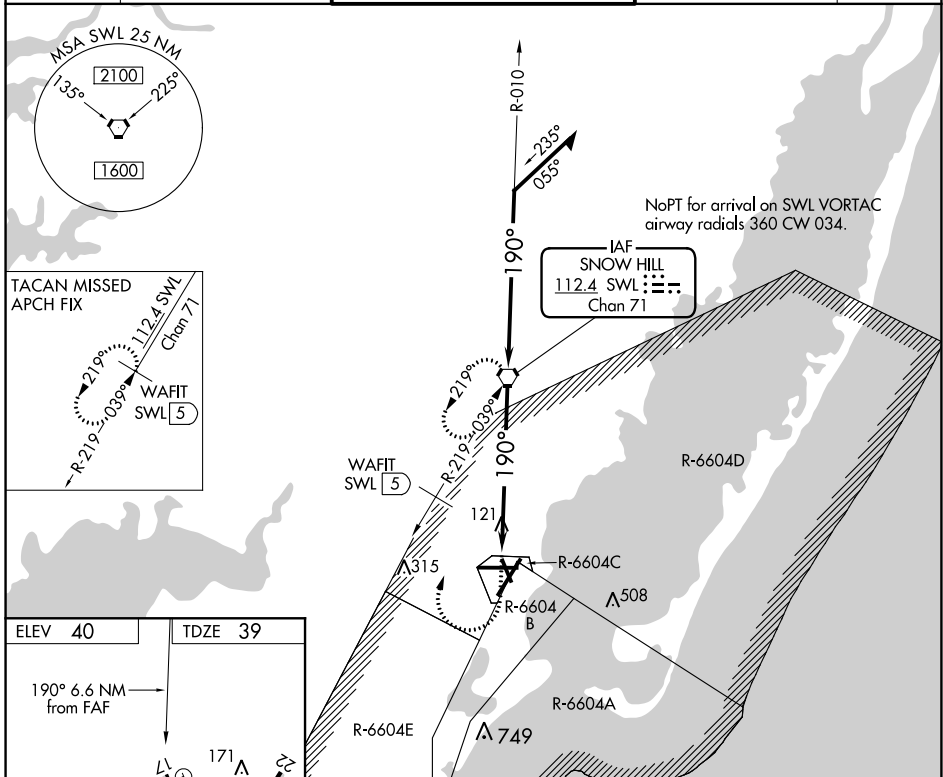 MSA SWL 25 NM
2100
135°
225°
1600
R-010
235°
055°
NoPT for arrival on SWL VORTAC
airway radials 360 CW 034.
190°
IAF
SNOW HILL
112.4 SWL
Chan 71
TACAN MISSED
APCH FIX
112.4 SWL
Chan 71
219°
039°
WAFIT
SWL 5
R-219
219°
039°
R-219
190°
WAFIT
SWL 5
R-6604D
121
315
R-6604C
R-6604
B
508
ELEV 40
TDZE 39
190° 6.6 NM
from FAF
R-6604E
R-6604A
749
17
A
171
22